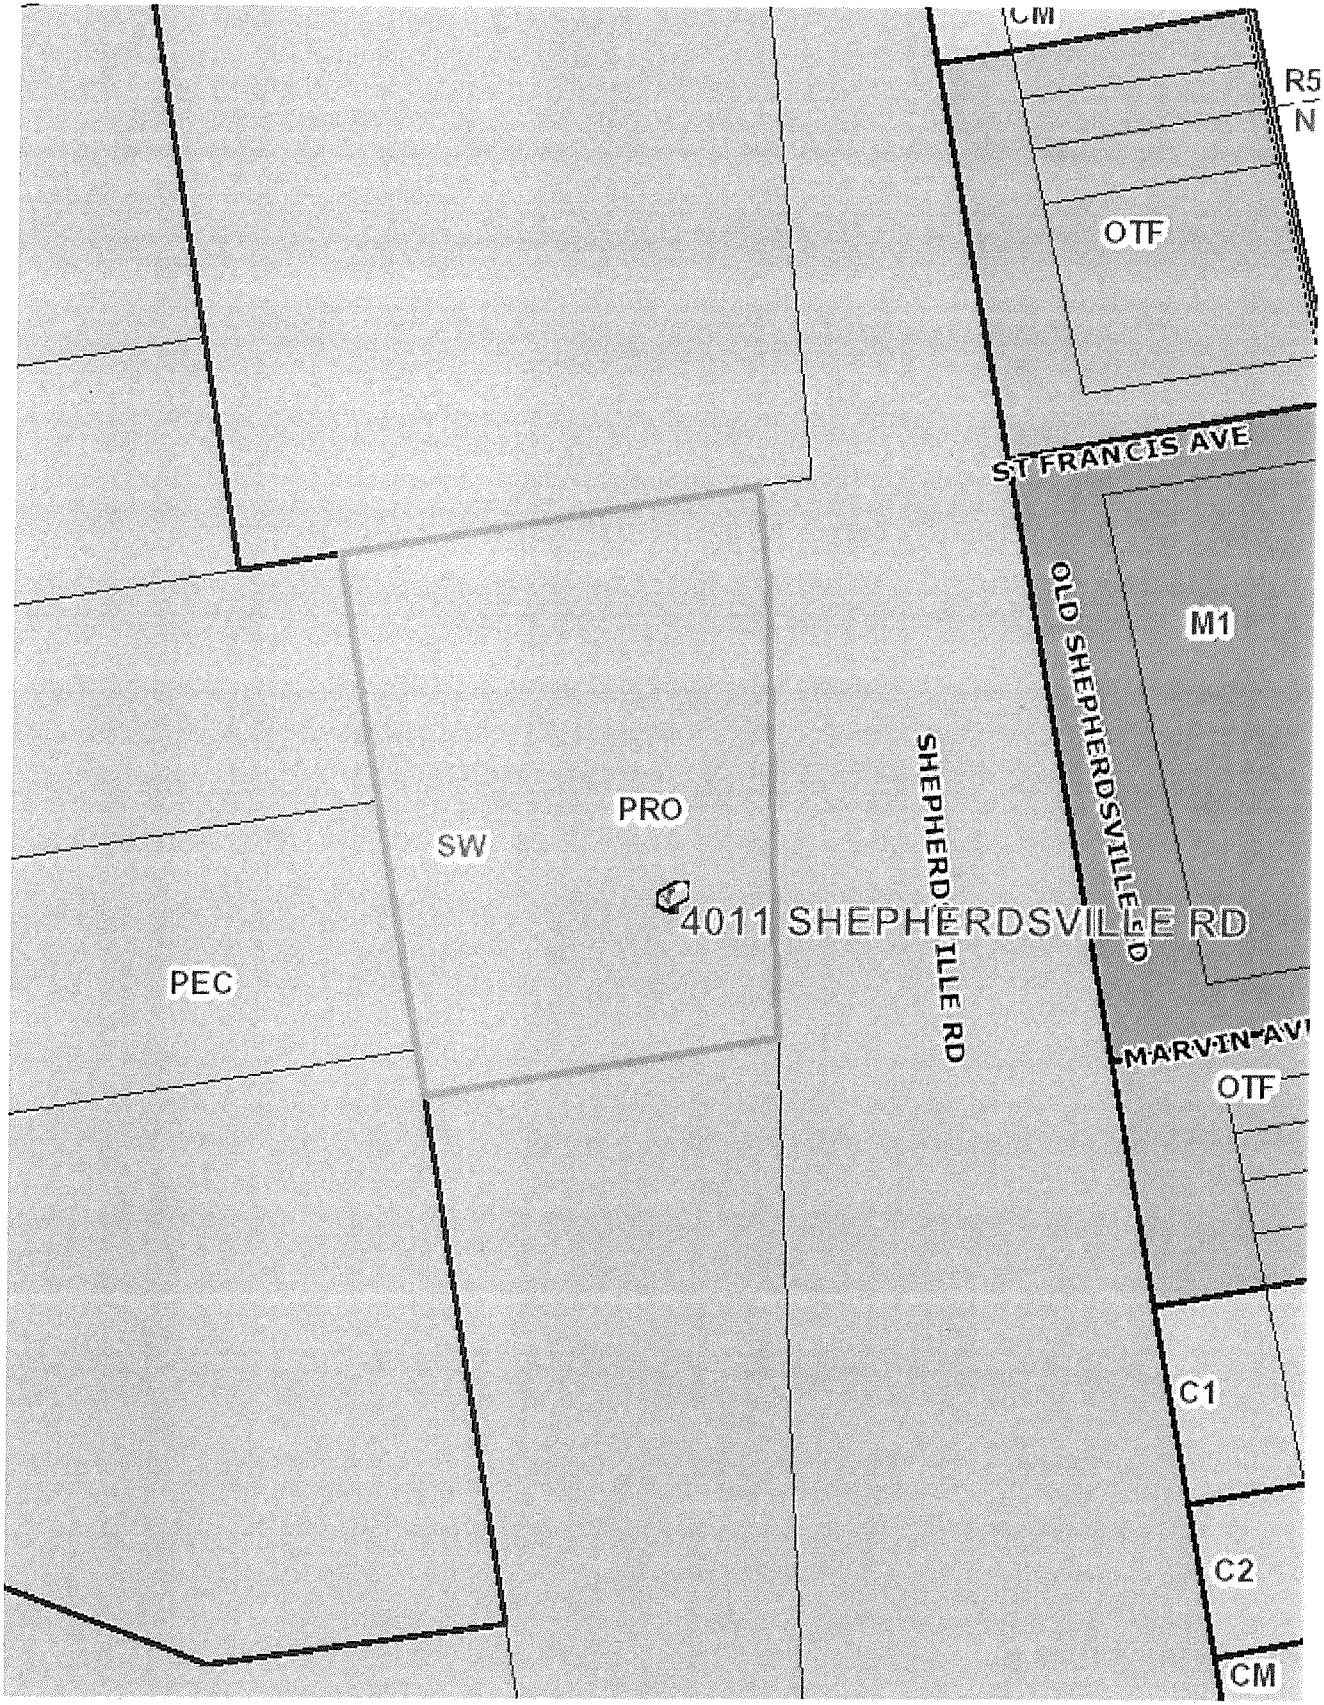 CM
R5
N
OTF
ST FRANCIS AVE
OLD SHEPHERDSVILLE RD
M1
SHEPHERDSVILLE RD
PRO
SW
4011 SHEPHERDSVILLE RD
PEC
MARVIN AV
OTF
C1
C2
CM